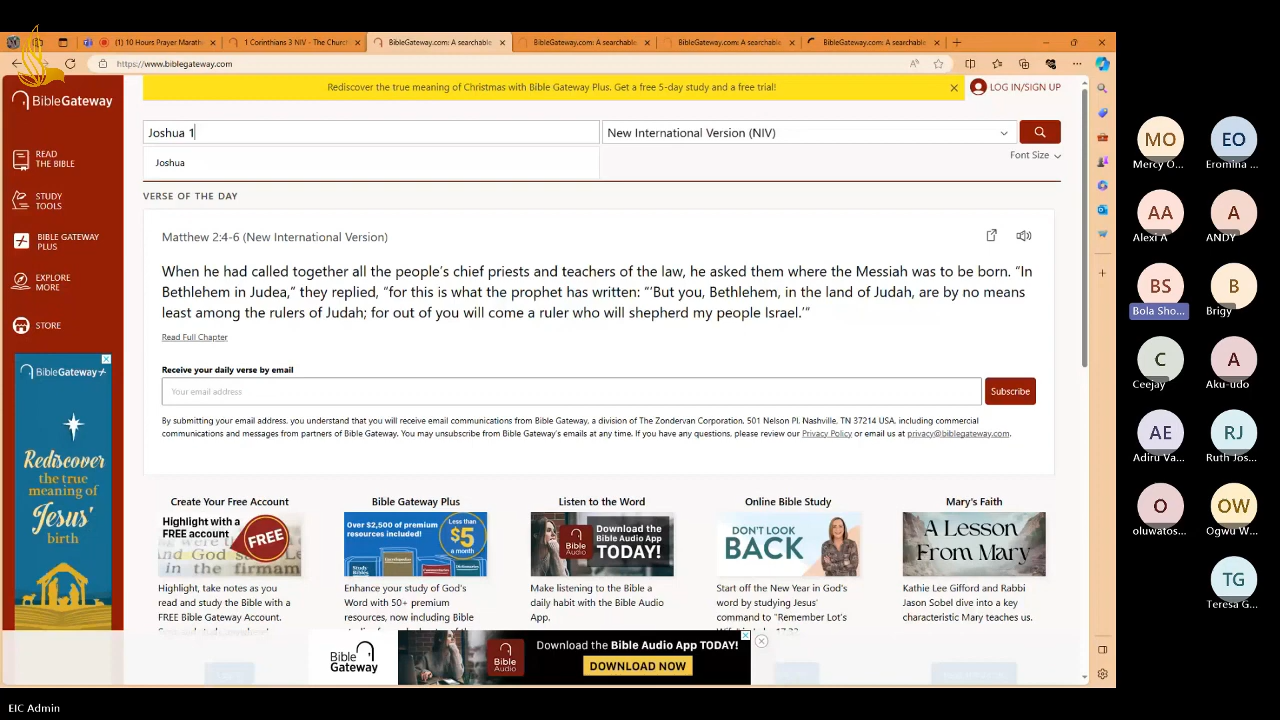 (1) 10 Hours Prayer Marath
1 Corinthians 3 NIV - The Church
BibleGateway.com: A searchable
BibleGateway.com: A searchable
BibleGateway.com: A searchable
BibleGateway.com: A searchable
https://www.biblegateway.com
BibleGateway
Rediscover the true meaning of Christmas with Bible Gateway Plus. Get a free 5-day study and a free trial!
LOG IN/SIGN UP
Joshua 1
New International Version (NIV)
Joshua
Font Size
READ
THE BIBLE
STUDY
TOOLS
BIBLE GATEWAY
PLUS
EXPLORE
MORE
STORE
VERSE OF THE DAY
Matthew 2:4-6 (New International Version)
When he had called together all the people's chief priests and teachers of the law, he asked them where the Messiah was to be born. “In
Bethlehem in Judea,” they replied, “for this is what the prophet has written: “‘But you, Bethlehem, in the land of Judah, are by no means
least among the rulers of Judah; for out of you will come a ruler who will shepherd my people Israel.’”
Read Full Chapter
Receive your daily verse by email
Your email address
Subscribe
By submitting your email address, you understand that you will receive email communications from Bible Gateway, a division of The Zondervan Corporation, 501 Nelson Pl, Nashville, TN 37214 USA, including commercial
communications and messages from partners of Bible Gateway. You may unsubscribe from Bible Gateway's emails at any time. If you have any questions, please review our Privacy Policy or email us at privacy@biblegateway.com.
BibleGateway+
Rediscover
the true
meaning of
Jesus'
birth
Create Your Free Account
Highlight with a
FREE account
FREE
Highlight, take notes as you
read and study the Bible with a
FREE Bible Gateway Account.
Bible Gateway Plus
Over $2,500 of premium
resources included!
Less than
$5
a month
Enhance your study of God's
Word with 50+ premium
resources, now including Bible
Listen to the Word
Bible
Audio
Download the
Bible Audio App
TODAY!
Make listening to the Bible a
daily habit with the Bible Audio
App.
Online Bible Study
DON'T LOOK
BACK
Start off the New Year in God's
word by studying Jesus'
command to "Remember Lot's
Mary's Faith
A Lesson
From Mary
Kathie Lee Gifford and Rabbi
Jason Sobel dive into a key
characteristic Mary teaches us.
Bible
Gateway
Bible
Audio
Download the Bible Audio App TODAY!
DOWNLOAD NOW
MO
Mercy O...
EO
Eromina ...
AA
Alexi A
A
ANDY
BS
Bola Sho...
B
Brigy
C
Ceejay
A
Aku-udo
AE
Adiru Va...
RJ
Ruth Jos...
O
oluwatos...
OW
Ogwu W...
TG
Teresa G...
EIC Admin